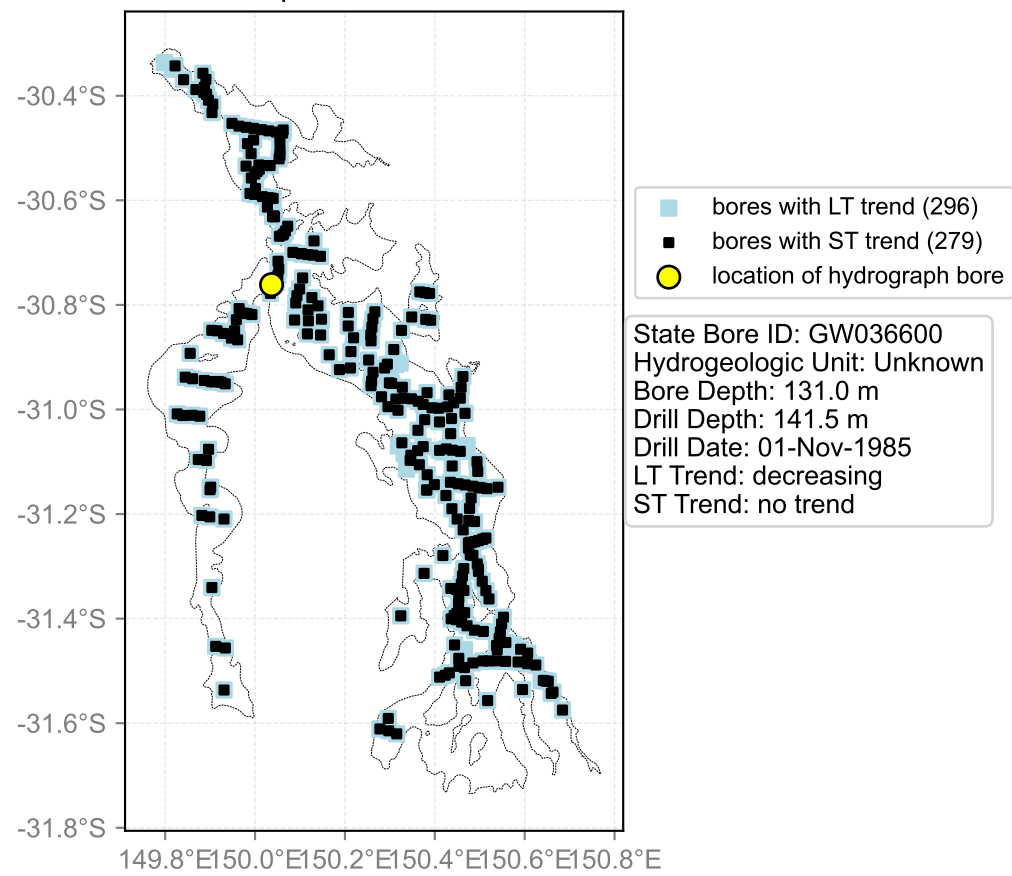 -30.4°S
-30.6°S
-30.8°S
-31.0°S
-31.2°S
-31.4°S
-31.6°S
-31.8°S
149.8°E150.0°E150.2°E150.4°E150.6°E150.8°E
bores with LT trend (296)
bores with ST trend (279)
location of hydrograph bore
State Bore ID: GW036600
Hydrogeologic Unit: Unknown
Bore Depth: 131.0 m
Drill Depth: 141.5 m
Drill Date: 01-Nov-1985
LT Trend: decreasing
ST Trend: no trend